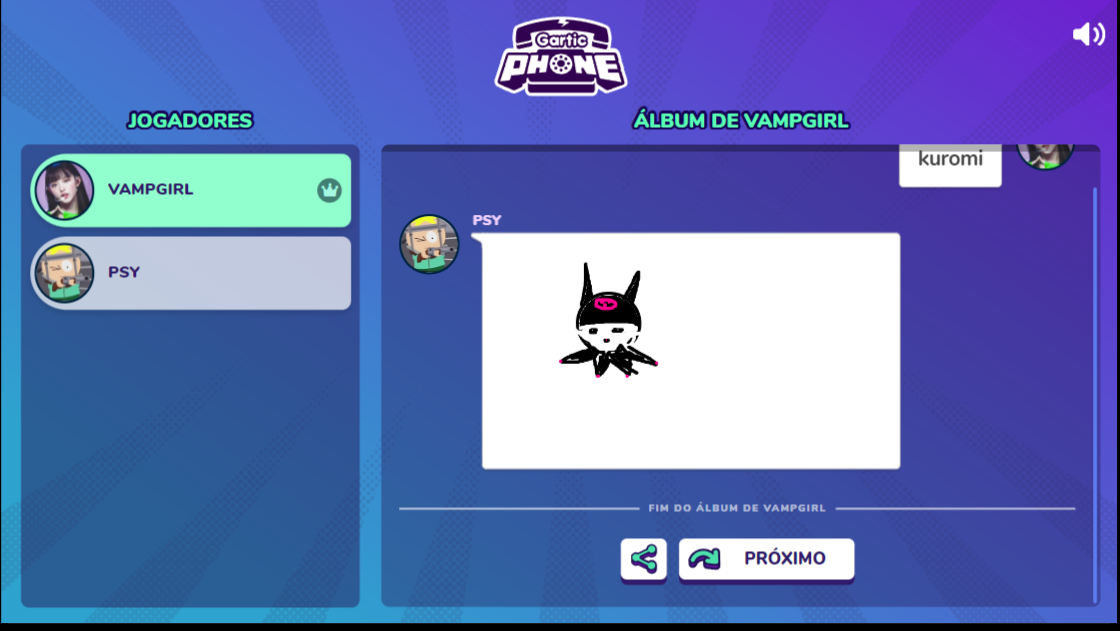 Gartic
PHONE
JOGADORES
ÁLBUM DE VAMPGIRL
VAMPGIRL
PSY
kuromi
PSY
FIM DO ÁLBUM DE VAMPGIRL
PRÓXIMO